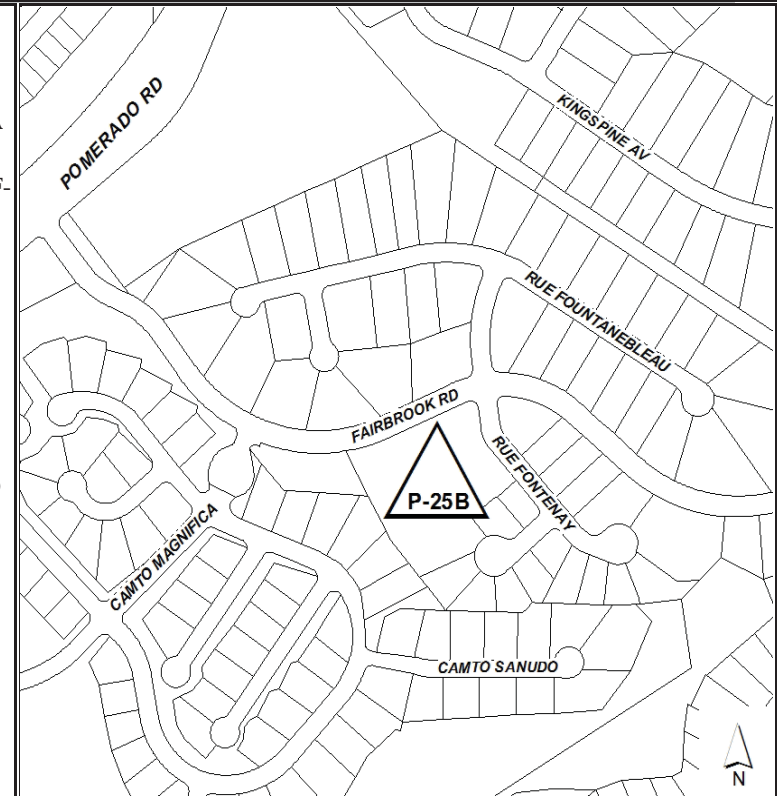 POMERADO RD
KINGSPINE AV
RUE FOUNTANEBLEAU
FAIRBROOK RD
P-25B
RUE FONTENAY
CAMTO MAGNIFICA
CAMTO SANUDO
N